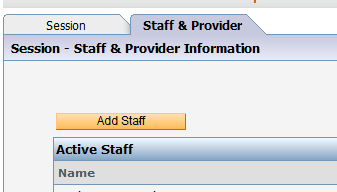 Session
Staff & Provider
Session - Staff & Provider Information
Add Staff
Active Staff
Name